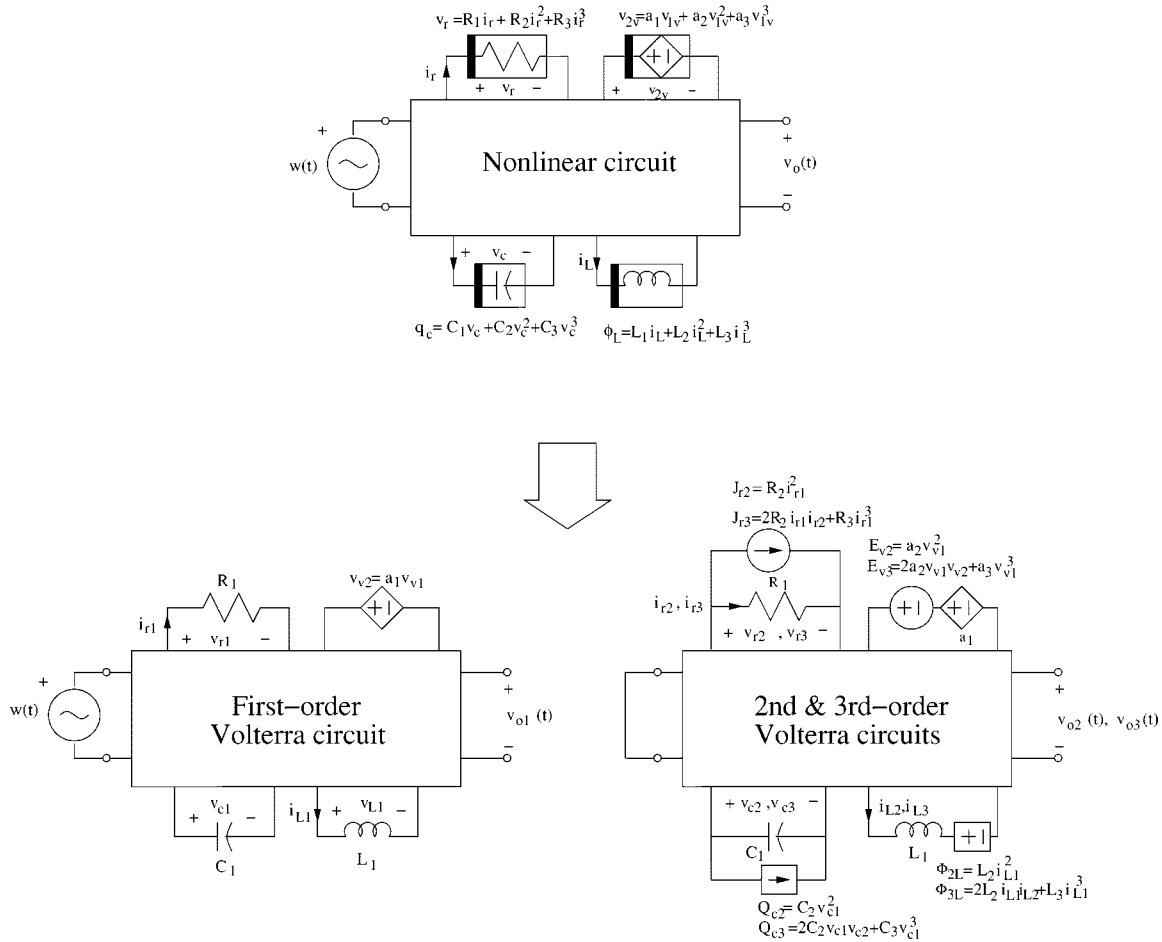 v_r = R_1 i_r + R_2 i_r^2 + R_3 i_r^3
v_2v = a_1 v_1v + a_2 v_1v^2 + a_3 v_1v^3
i_r
+ v_r −
+1
+ v_2v −
+
w(t)
Nonlinear circuit
+
v_o(t)
−
+ v_c −
i_L
q_c = C_1 v_c + C_2 v_c^2 + C_3 v_c^3
ϕ_L = L_1 i_L + L_2 i_L^2 + L_3 i_L^3
R_1
i_r1
+ v_r1 −
v_v2 = a_1 v_v1
+1
+
w(t)
First−order
Volterra circuit
+
v_o1 (t)
−
+ v_c1 −
C_1
i_L1
+ v_L1 −
L_1
J_r2 = R_2 i_r1^2
J_r3 = 2R_2 i_r1 i_r2 + R_3 i_r1^3
R_1
i_r2 , i_r3
+ v_r2 , v_r3 −
E_v2 = a_2 v_v1^2
E_v3 = 2a_2 v_v1 v_v2 + a_3 v_v1^3
+1
+1
a_1
2nd & 3rd−order
Volterra circuits
+
v_o2 (t), v_o3(t)
−
+ v_c2 , v_c3 −
C_1
Q_c2 = C_2 v_c1^2
Q_c3 = 2C_2 v_c1 v_c2 + C_3 v_c1^3
i_L2, i_L3
L_1
+1
Φ_2L = L_2 i_L1^2
Φ_3L = 2L_2 i_L1 i_L2 + L_3 i_L1^3